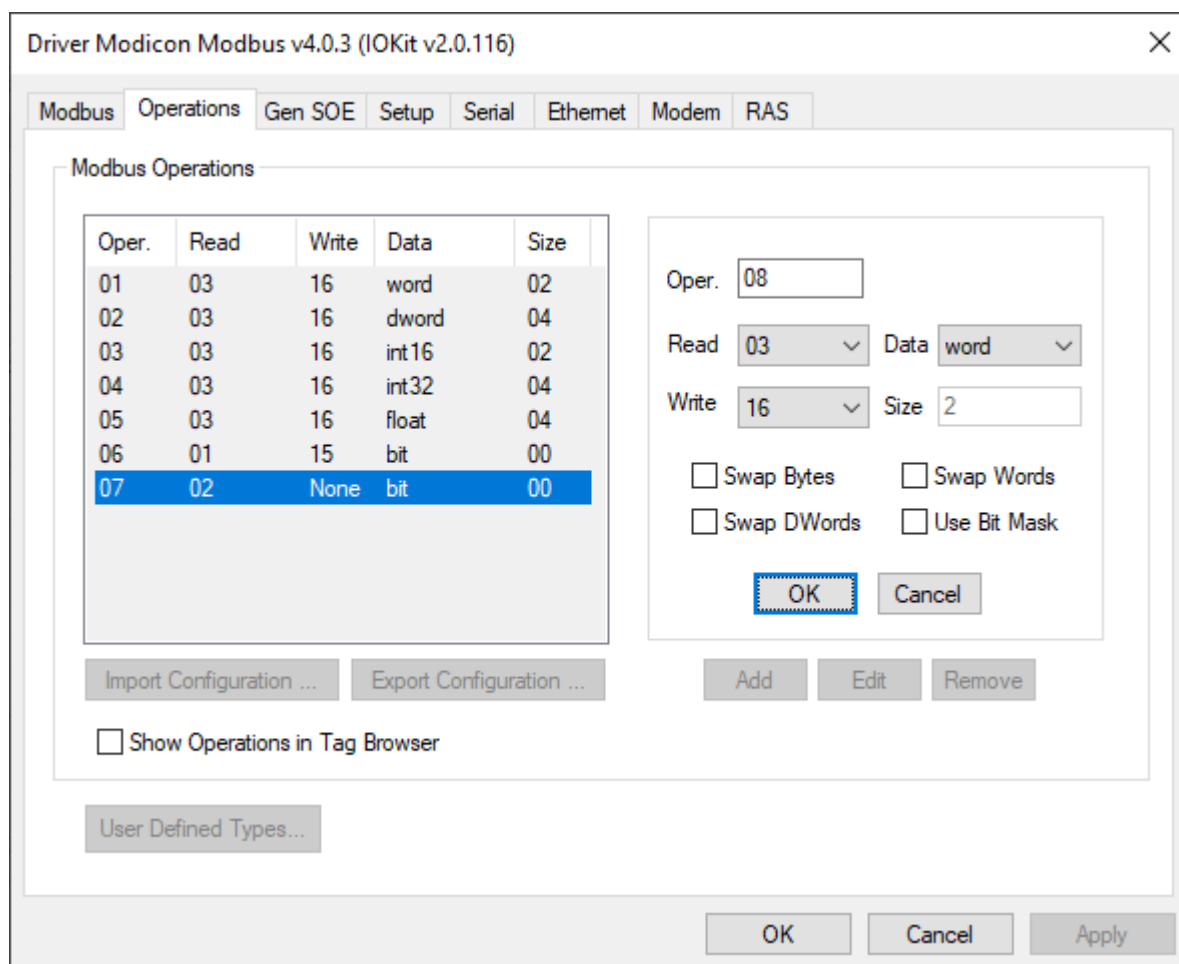 Driver Modicon Modbus v4.0.3 (IOKit v2.0.116)
Modbus Operations Gen SOE Setup Serial Ethernet Modem RAS
Modbus Operations
Oper. Read Write Data Size
01 03 16 word 02
02 03 16 dword 04
03 03 16 int16 02
04 03 16 int32 04
05 03 16 float 04
06 01 15 bit 00
07 02 None bit 00
Oper. 08
Read 03 Data word
Write 16 Size 2
Swap Bytes Swap Words
Swap DWords Use Bit Mask
OK Cancel
Import Configuration ... Export Configuration ... Add Edit Remove
Show Operations in Tag Browser
User Defined Types...
OK Cancel Apply